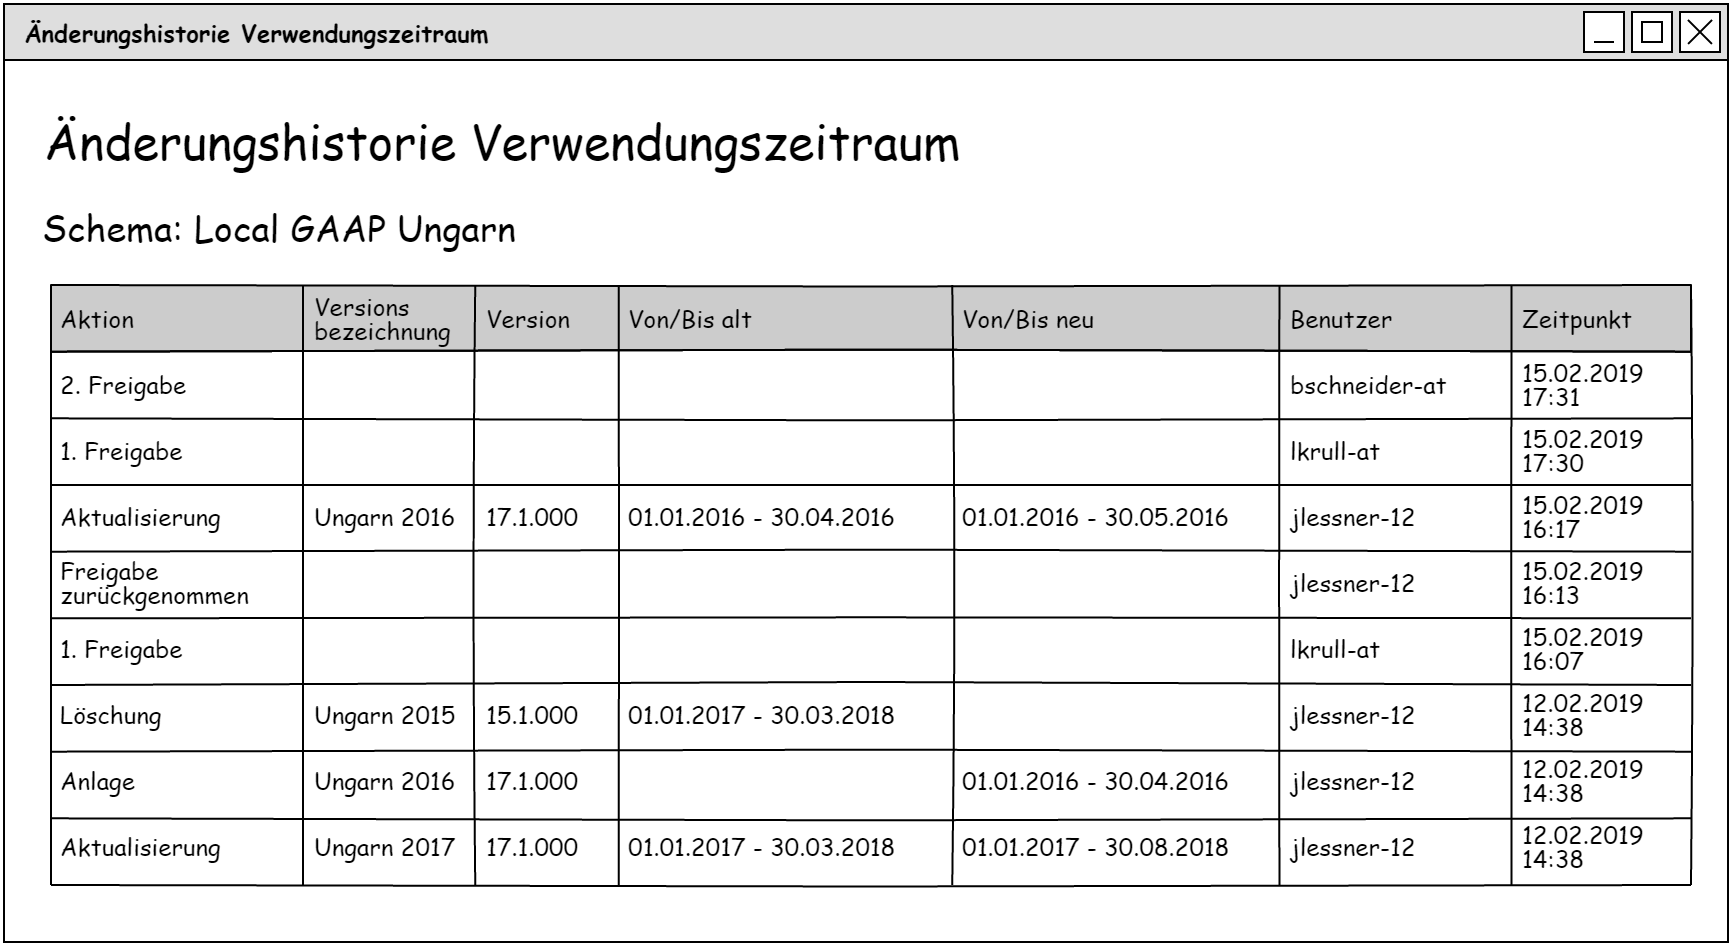 Änderungshistorie Verwendungszeitraum
Änderungshistorie Verwendungszeitraum
Schema: Local GAAP Ungarn
Aktion Versions bezeichnung Version Von/Bis alt Von/Bis neu Benutzer Zeitpunkt
2. Freigabe bschneider-at 15.02.2019 17:31
1. Freigabe lkrull-at 15.02.2019 17:30
Aktualisierung Ungarn 2016 17.1.000 01.01.2016 - 30.04.2016 01.01.2016 - 30.05.2016 jlessner-12 15.02.2019 16:17
Freigabe zurückgenommen jlessner-12 15.02.2019 16:13
1. Freigabe lkrull-at 15.02.2019 16:07
Löschung Ungarn 2015 15.1.000 01.01.2017 - 30.03.2018 jlessner-12 12.02.2019 14:38
Anlage Ungarn 2016 17.1.000 01.01.2016 - 30.04.2016 jlessner-12 12.02.2019 14:38
Aktualisierung Ungarn 2017 17.1.000 01.01.2017 - 30.03.2018 01.01.2017 - 30.08.2018 jlessner-12 12.02.2019 14:38